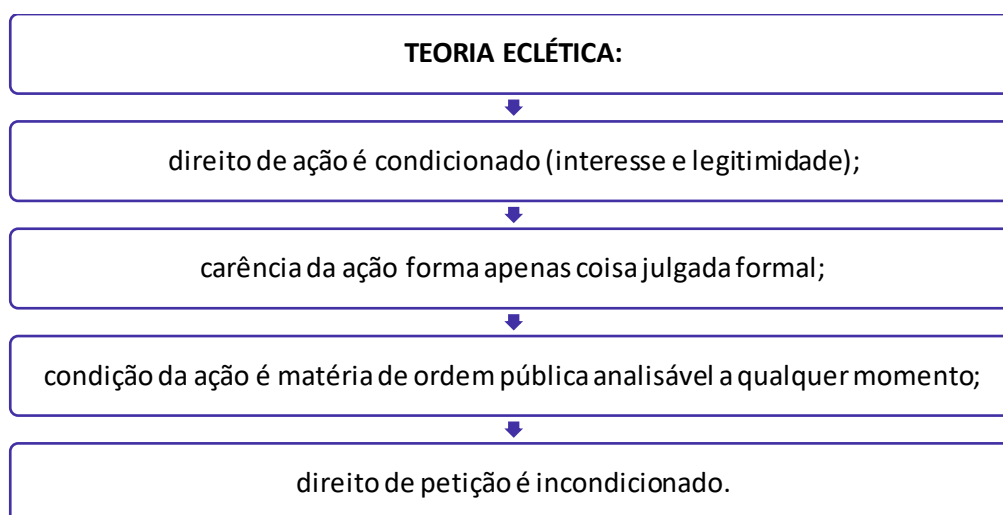 TEORIA ECLÉTICA:
direito de ação é condicionado (interesse e legitimidade);
carência da ação forma apenas coisa julgada formal;
condição da ação é matéria de ordem pública analisável a qualquer momento;
direito de petição é incondicionado.